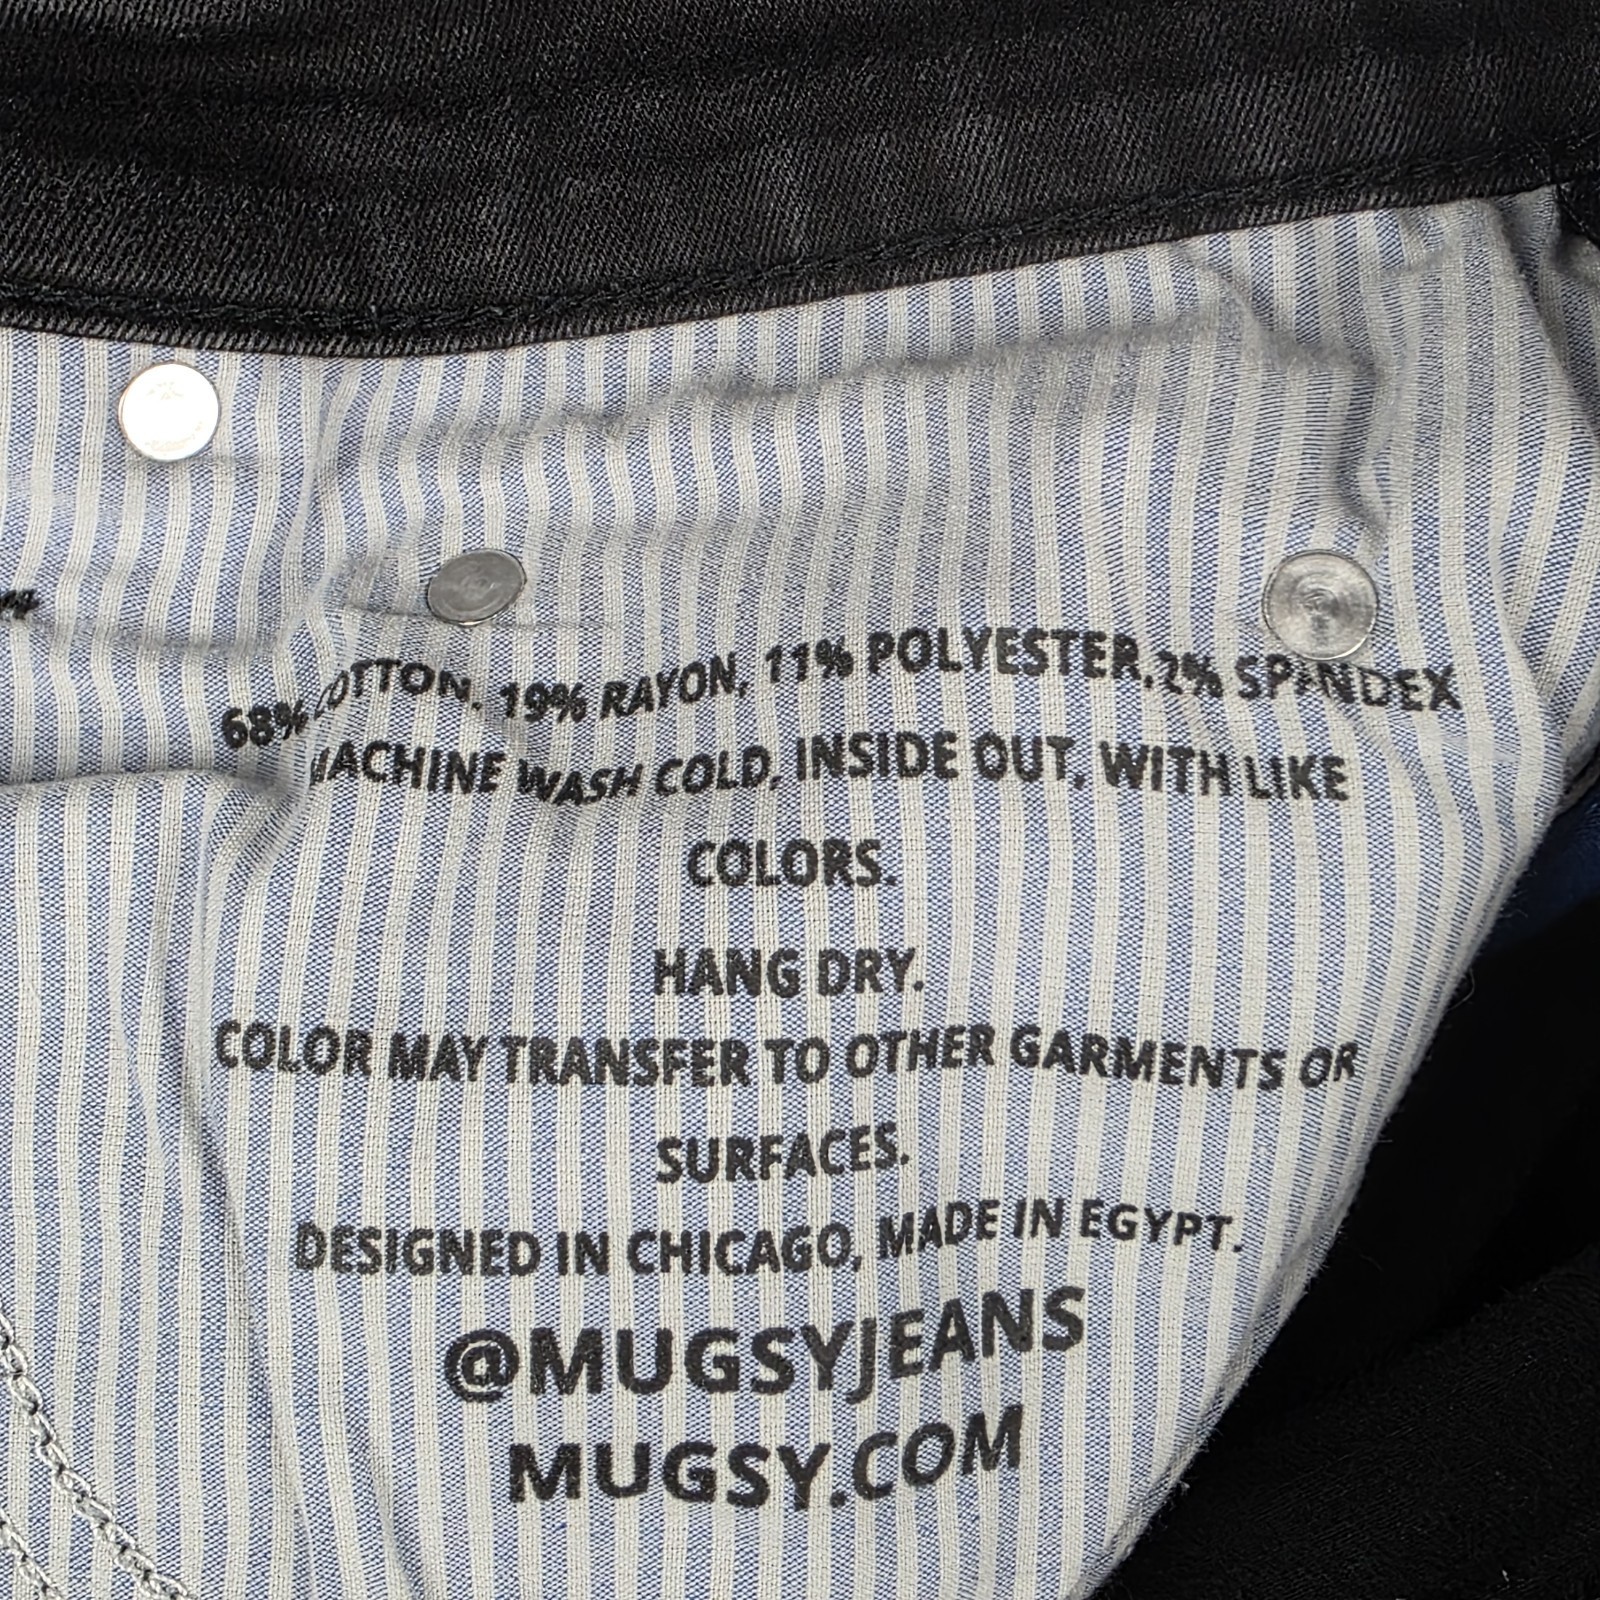 68% COTTON, 19% RAYON, 11% POLYESTER, 2% SPANDEX
MACHINE WASH COLD, INSIDE OUT, WITH LIKE
COLORS.
HANG DRY.
COLOR MAY TRANSFER TO OTHER GARMENTS OR
SURFACES.
DESIGNED IN CHICAGO, MADE IN EGYPT.
@MUGSYJEANS
MUGSY.COM